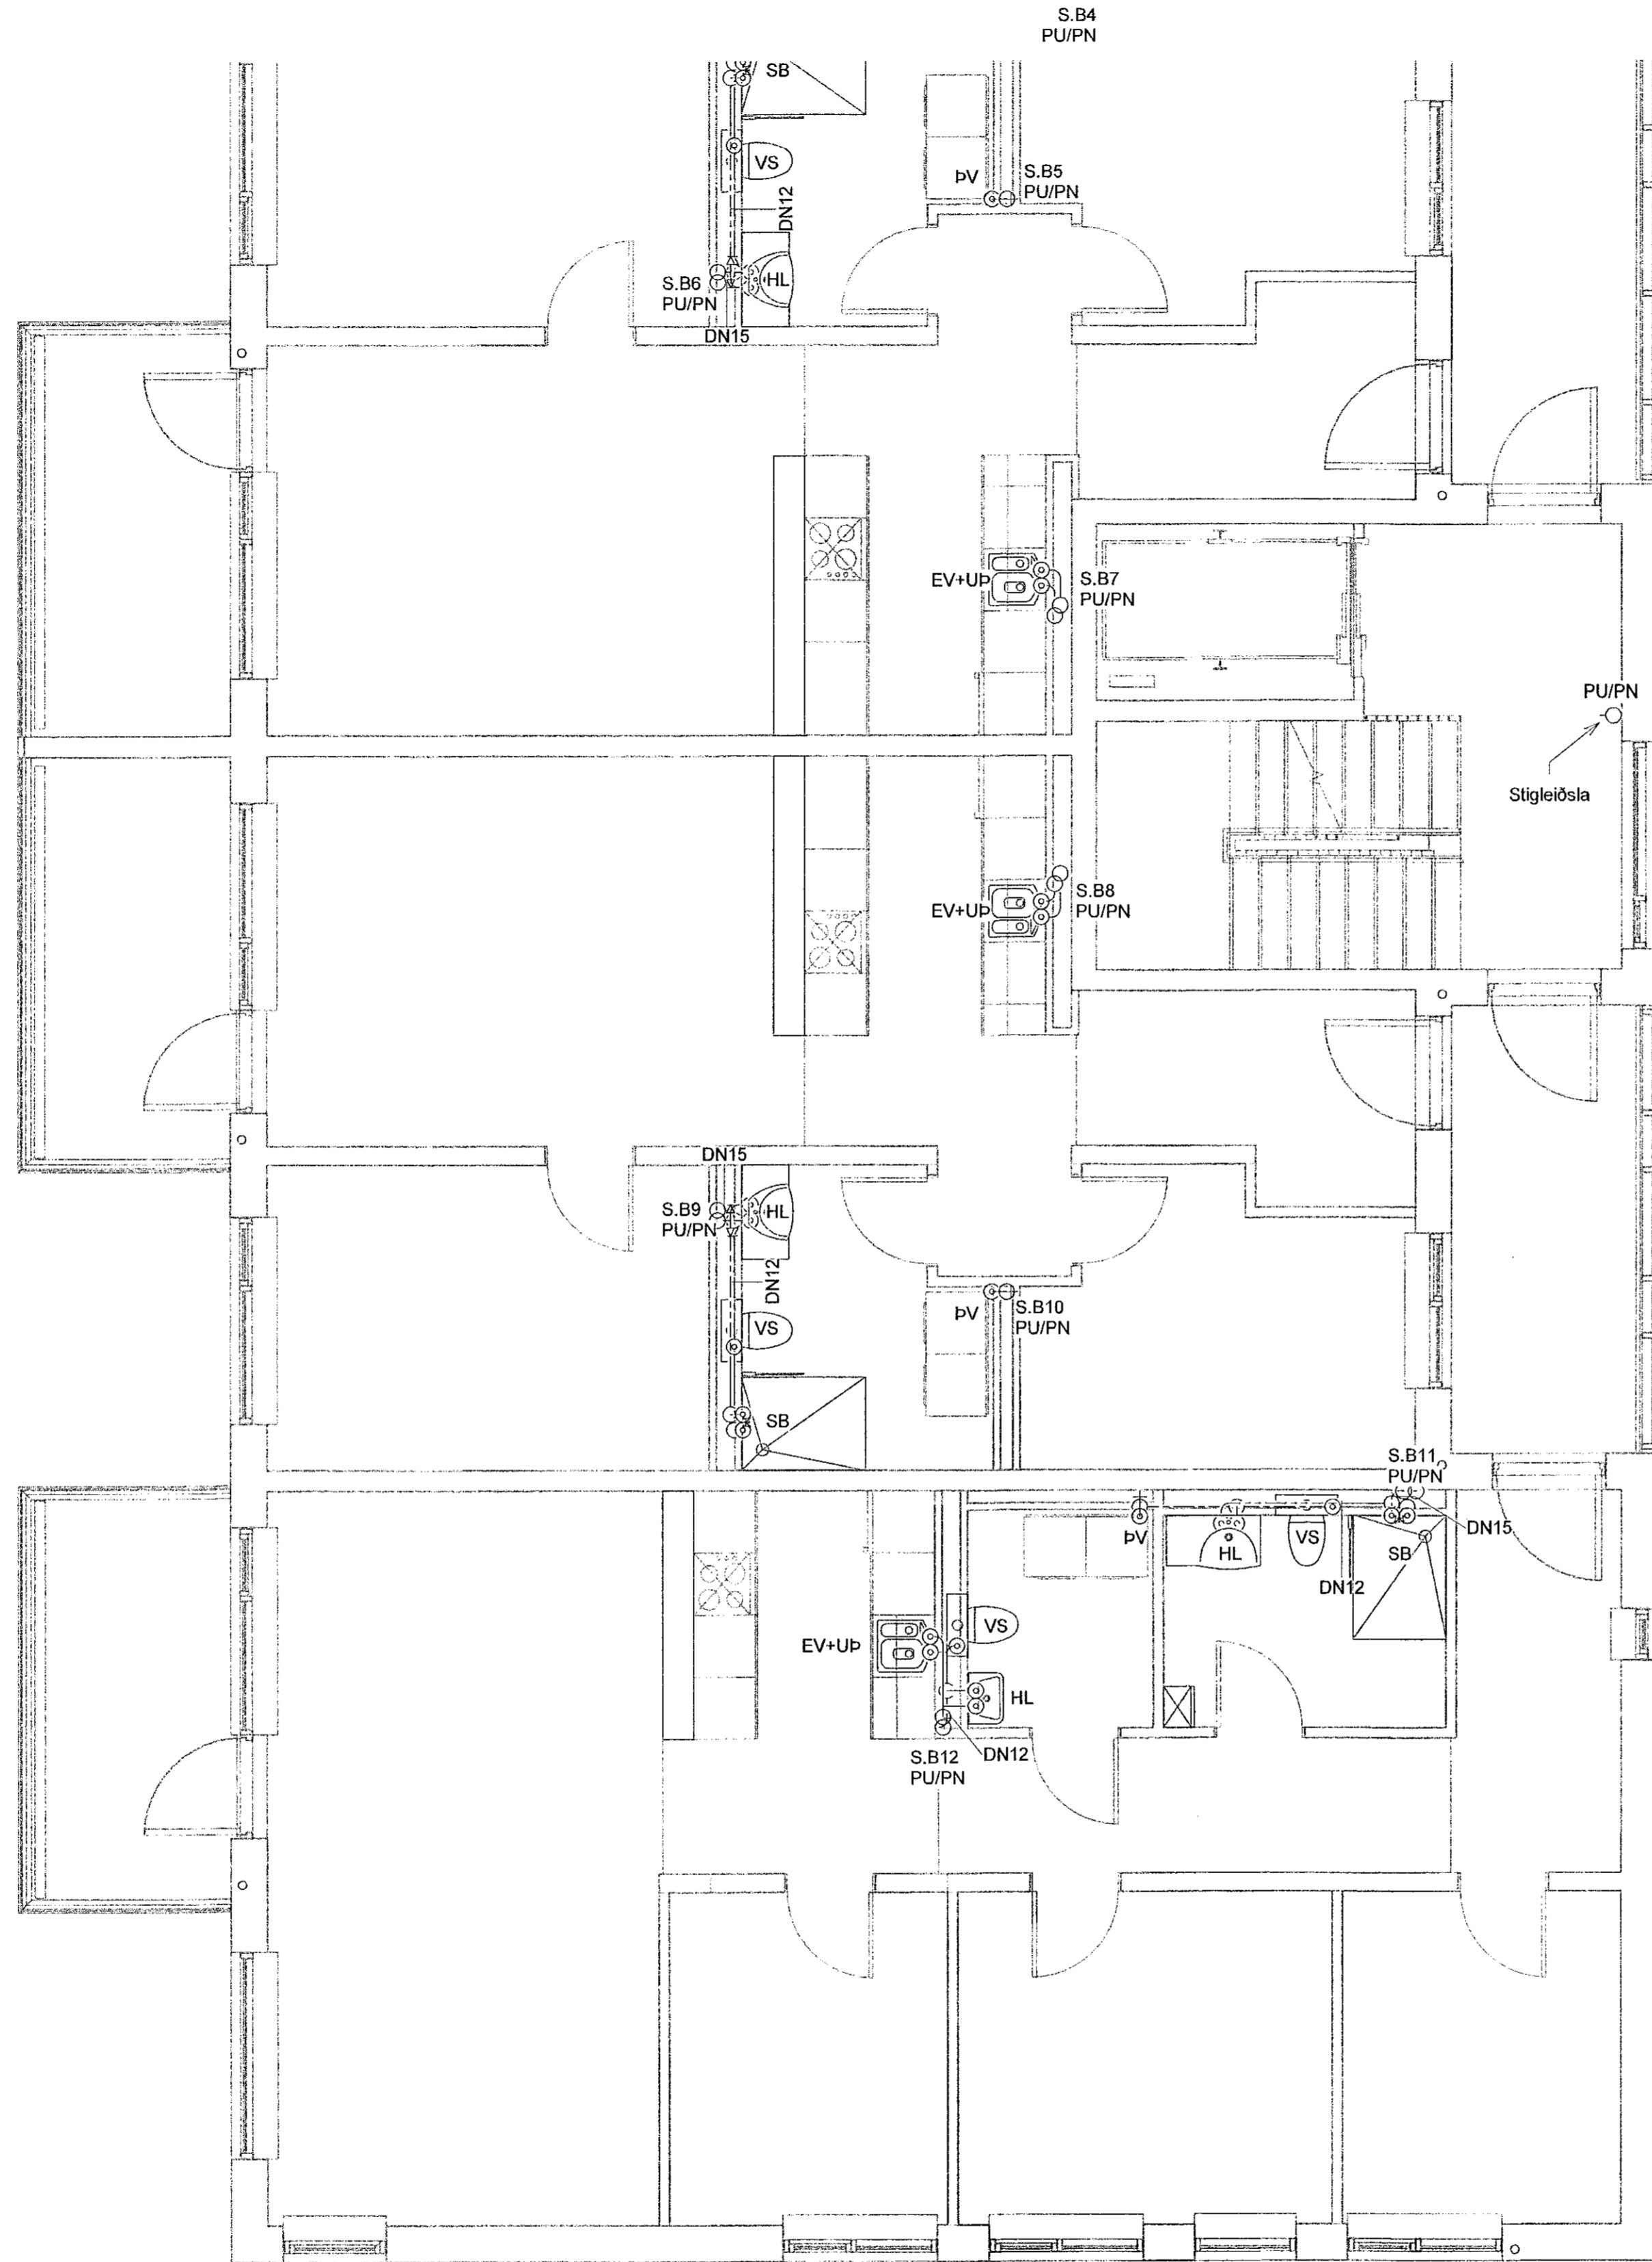 S.B4
PU/PN
SB
VS
DN12
ÞV
S.B5
PU/PN
S.B6
PU/PN
HL
DN15
EV+UÞ
S.B7
PU/PN
PU/PN
Stigleiðsla
EV+UÞ
S.B8
PU/PN
DN15
S.B9
PU/PN
HL
DN12
VS
ÞV
S.B10
PU/PN
SB
S.B11
PU/PN
ÞV
HL
VS
SB
DN15
DN12
EV+UÞ
VS
HL
S.B12
PU/PN
DN12